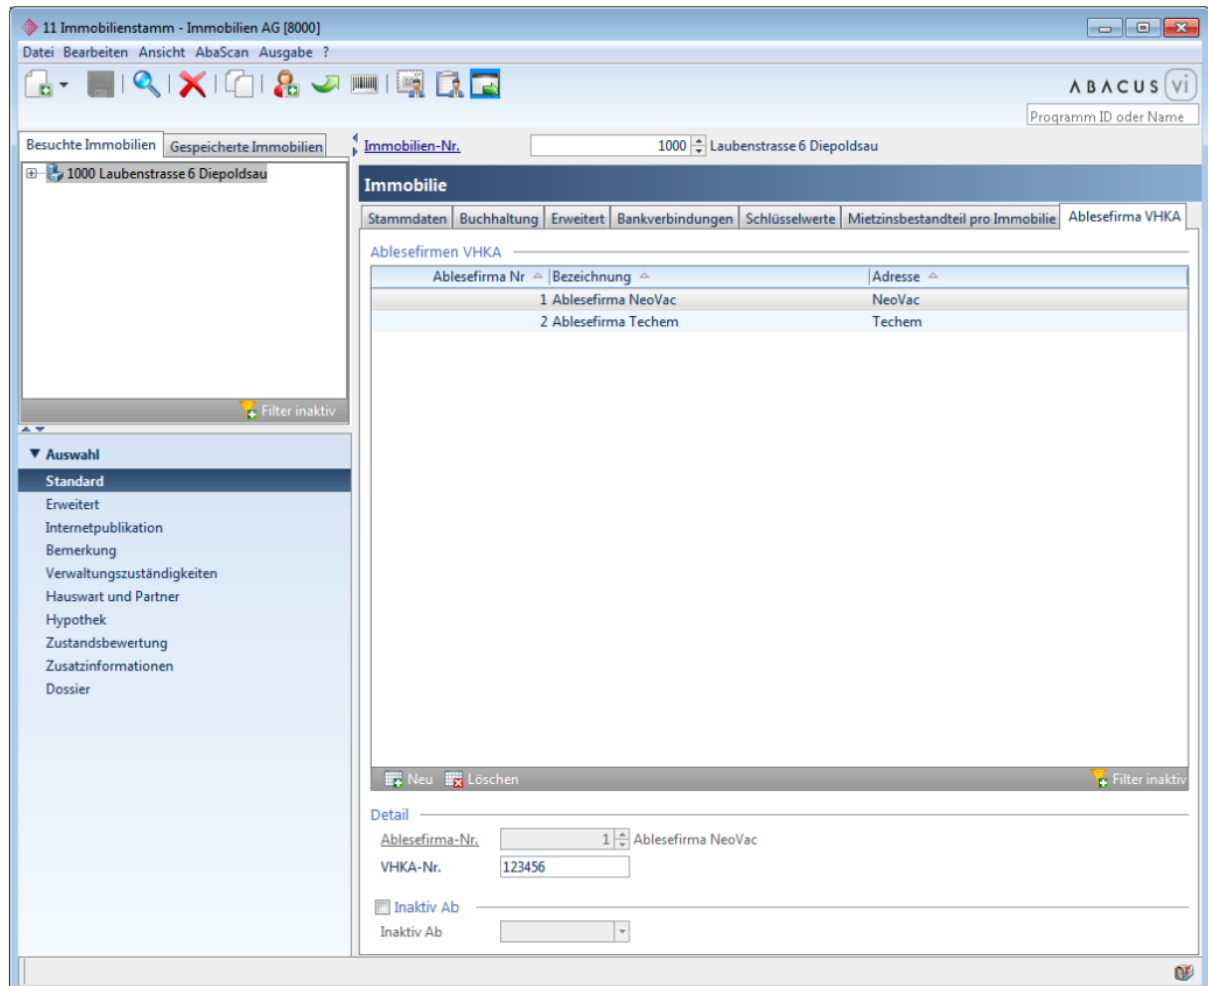 11 Immobilienstamm - Immobilien AG [8000]
Datei Bearbeiten Ansicht AbaScan Ausgabe ?
ABACUS vi
Programm ID oder Name
Besuchte Immobilien Gespeicherte Immobilien
1000 Laubenstrasse 6 Diepoldsau
Filter inaktiv
Auswahl
Standard
Erweitert
Internetpublikation
Bemerkung
Verwaltungszuständigkeiten
Hauswart und Partner
Hypothek
Zustandsbewertung
Zusatzinformationen
Dossier
Immobilien-Nr. 1000 Laubenstrasse 6 Diepoldsau
Immobilie
Stammdaten Buchhaltung Erweitert Bankverbindungen Schlüsselwerte Mietzinsbestandteil pro Immobilie Ablesefirma VHKA
Ablesefirmen VHKA
Ablesefirma Nr Bezeichnung Adresse
1 Ablesefirma NeoVac NeoVac
2 Ablesefirma Techem Techem
Neu Löschen Filter inaktiv
Detail
Ablesefirma-Nr. 1 Ablesefirma NeoVac
VHKA-Nr. 123456
Inaktiv Ab
Inaktiv Ab